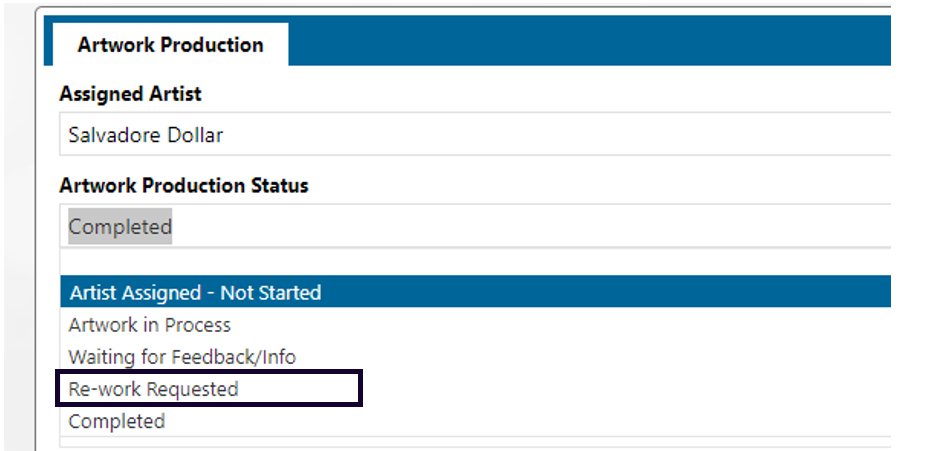 Artwork Production
Assigned Artist
Salvadore Dollar
Artwork Production Status
Completed
Artist Assigned - Not Started
Artwork in Process
Waiting for Feedback/Info
Re-work Requested
Completed